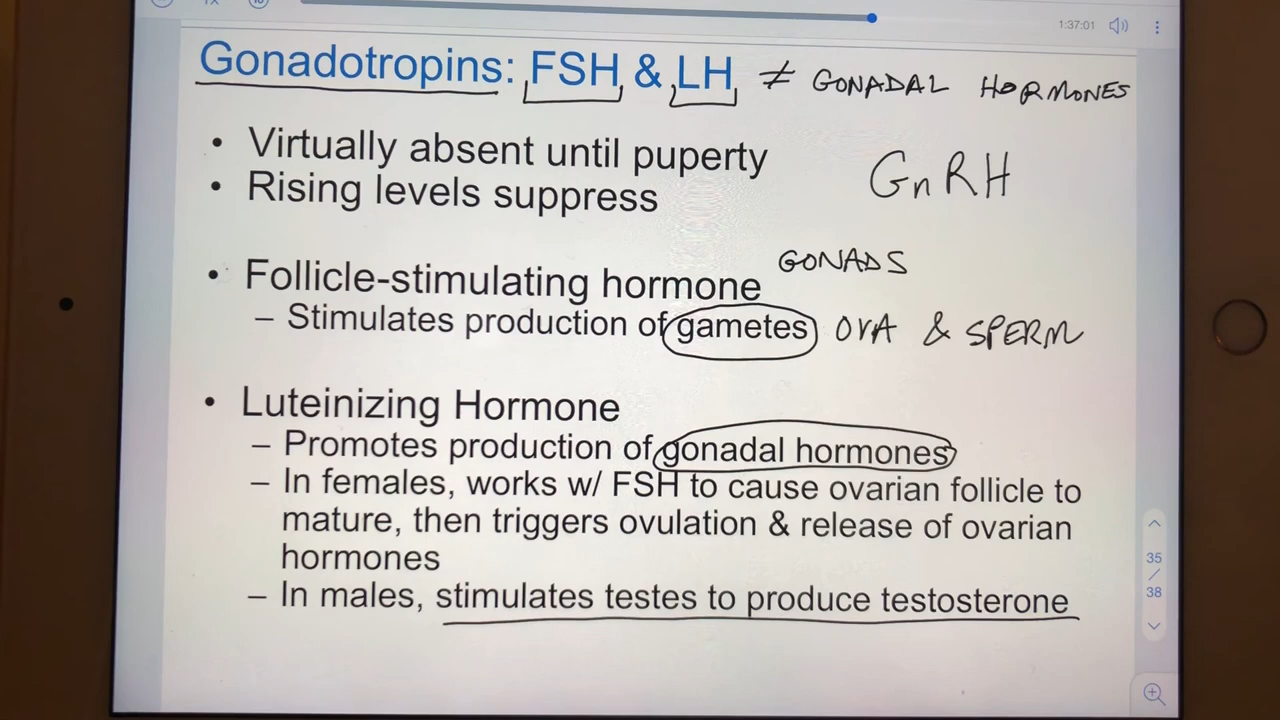 1x 10
1:37:01
Gonadotropins: FSH & LH ≠ GONADAL HORMONES
• Virtually absent until puperty
GnRH
• Rising levels suppress
GONADS
• Follicle-stimulating hormone
– Stimulates production of gametes OVA & SPERM
• Luteinizing Hormone
– Promotes production of gonadal hormones
– In females, works w/ FSH to cause ovarian follicle to
mature, then triggers ovulation & release of ovarian
hormones
– In males, stimulates testes to produce testosterone
35
/
38